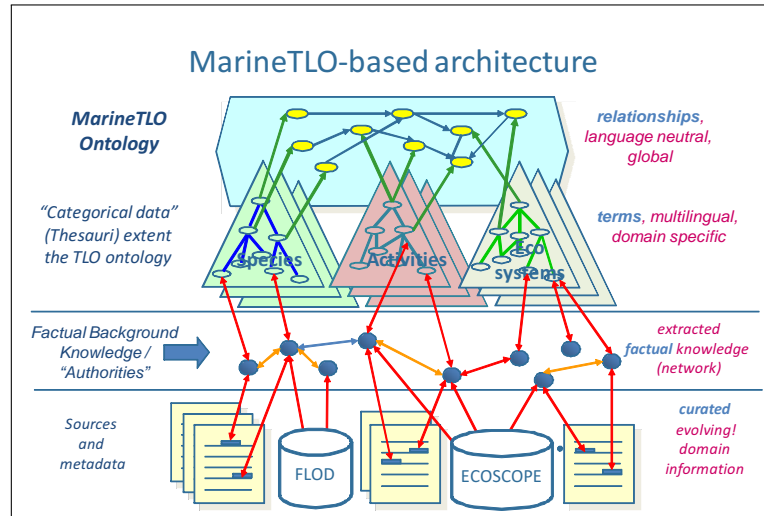 MarineTLO-based architecture
MarineTLO
Ontology
relationships,
language neutral,
global
"Categorical data"
(Thesauri) extent
the TLO ontology
Species
Activities
Eco
systems
terms, multilingual,
domain specific
Factual Background
Knowledge /
"Authorities"
extracted
factual knowledge
(network)
Sources
and
metadata
FLOD
ECOSCOPE
curated
evolving!
domain
information